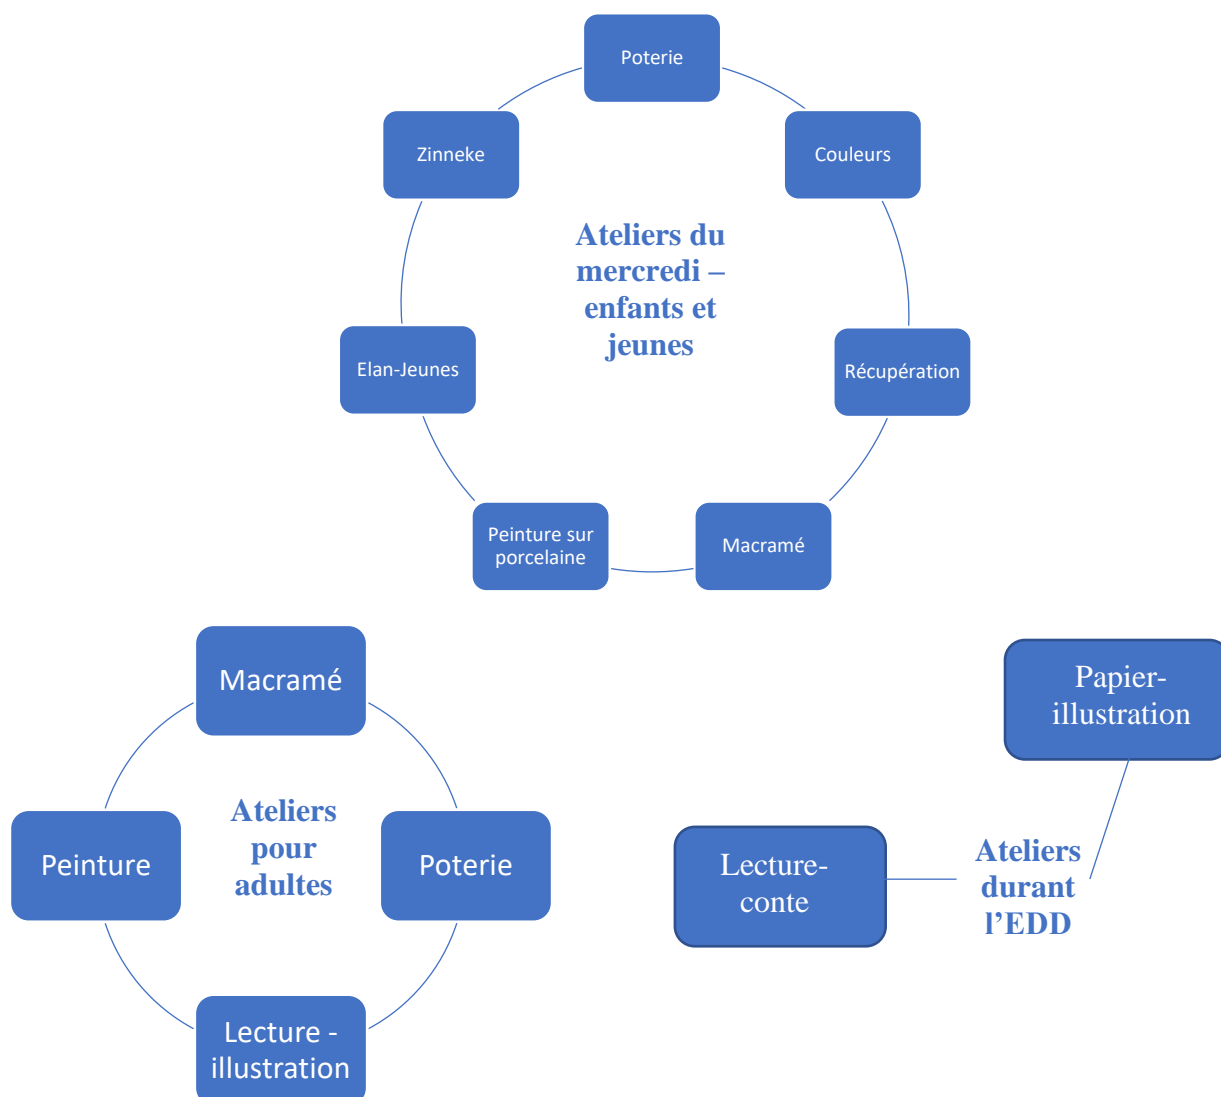 Poterie
Zinneke
Couleurs
Ateliers du
mercredi –
enfants et
jeunes
Elan-Jeunes
Récupération
Peinture sur
porcelaine
Macramé
Macramé
Ateliers
pour
adultes
Peinture
Poterie
Lecture -
illustration
Papier-
illustration
Lecture-
conte
Ateliers
durant
l’EDD